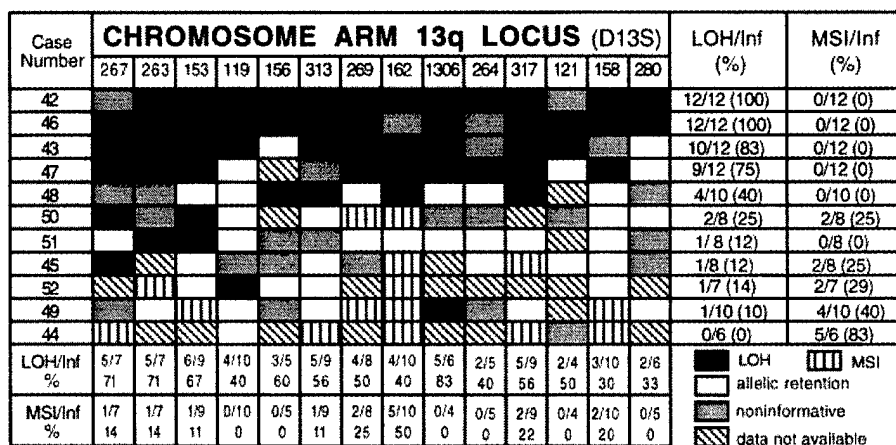 Case Number CHROMOSOME ARM 13q LOCUS (D13S) LOH/Inf (%) MSI/Inf (%)
267 263 153 119 156 313 269 162 1306 264 317 121 158 280
42 12/12 (100) 0/12 (0)
46 12/12 (100) 0/12 (0)
43 10/12 (83) 0/12 (0)
47 9/12 (75) 0/12 (0)
48 4/10 (40) 0/10 (0)
50 2/8 (25) 2/8 (25)
51 1/8 (12) 0/8 (0)
45 1/8 (12) 2/8 (25)
52 1/7 (14) 2/7 (29)
49 1/10 (10) 4/10 (40)
44 0/6 (0) 5/6 (83)
LOH/Inf 5/7 5/7 6/9 4/10 3/5 5/9 4/8 4/10 5/6 2/5 5/9 2/4 3/10 2/6
% 71 71 67 40 60 56 50 40 83 40 56 50 30 33
MSI/Inf 1/7 1/7 1/9 0/10 0/5 1/9 2/8 5/10 0/4 0/5 2/9 0/4 2/10 0/5
% 14 14 11 0 0 11 25 50 0 0 22 0 20 0
LOH MSI
allelic retention
noninformative
data not available